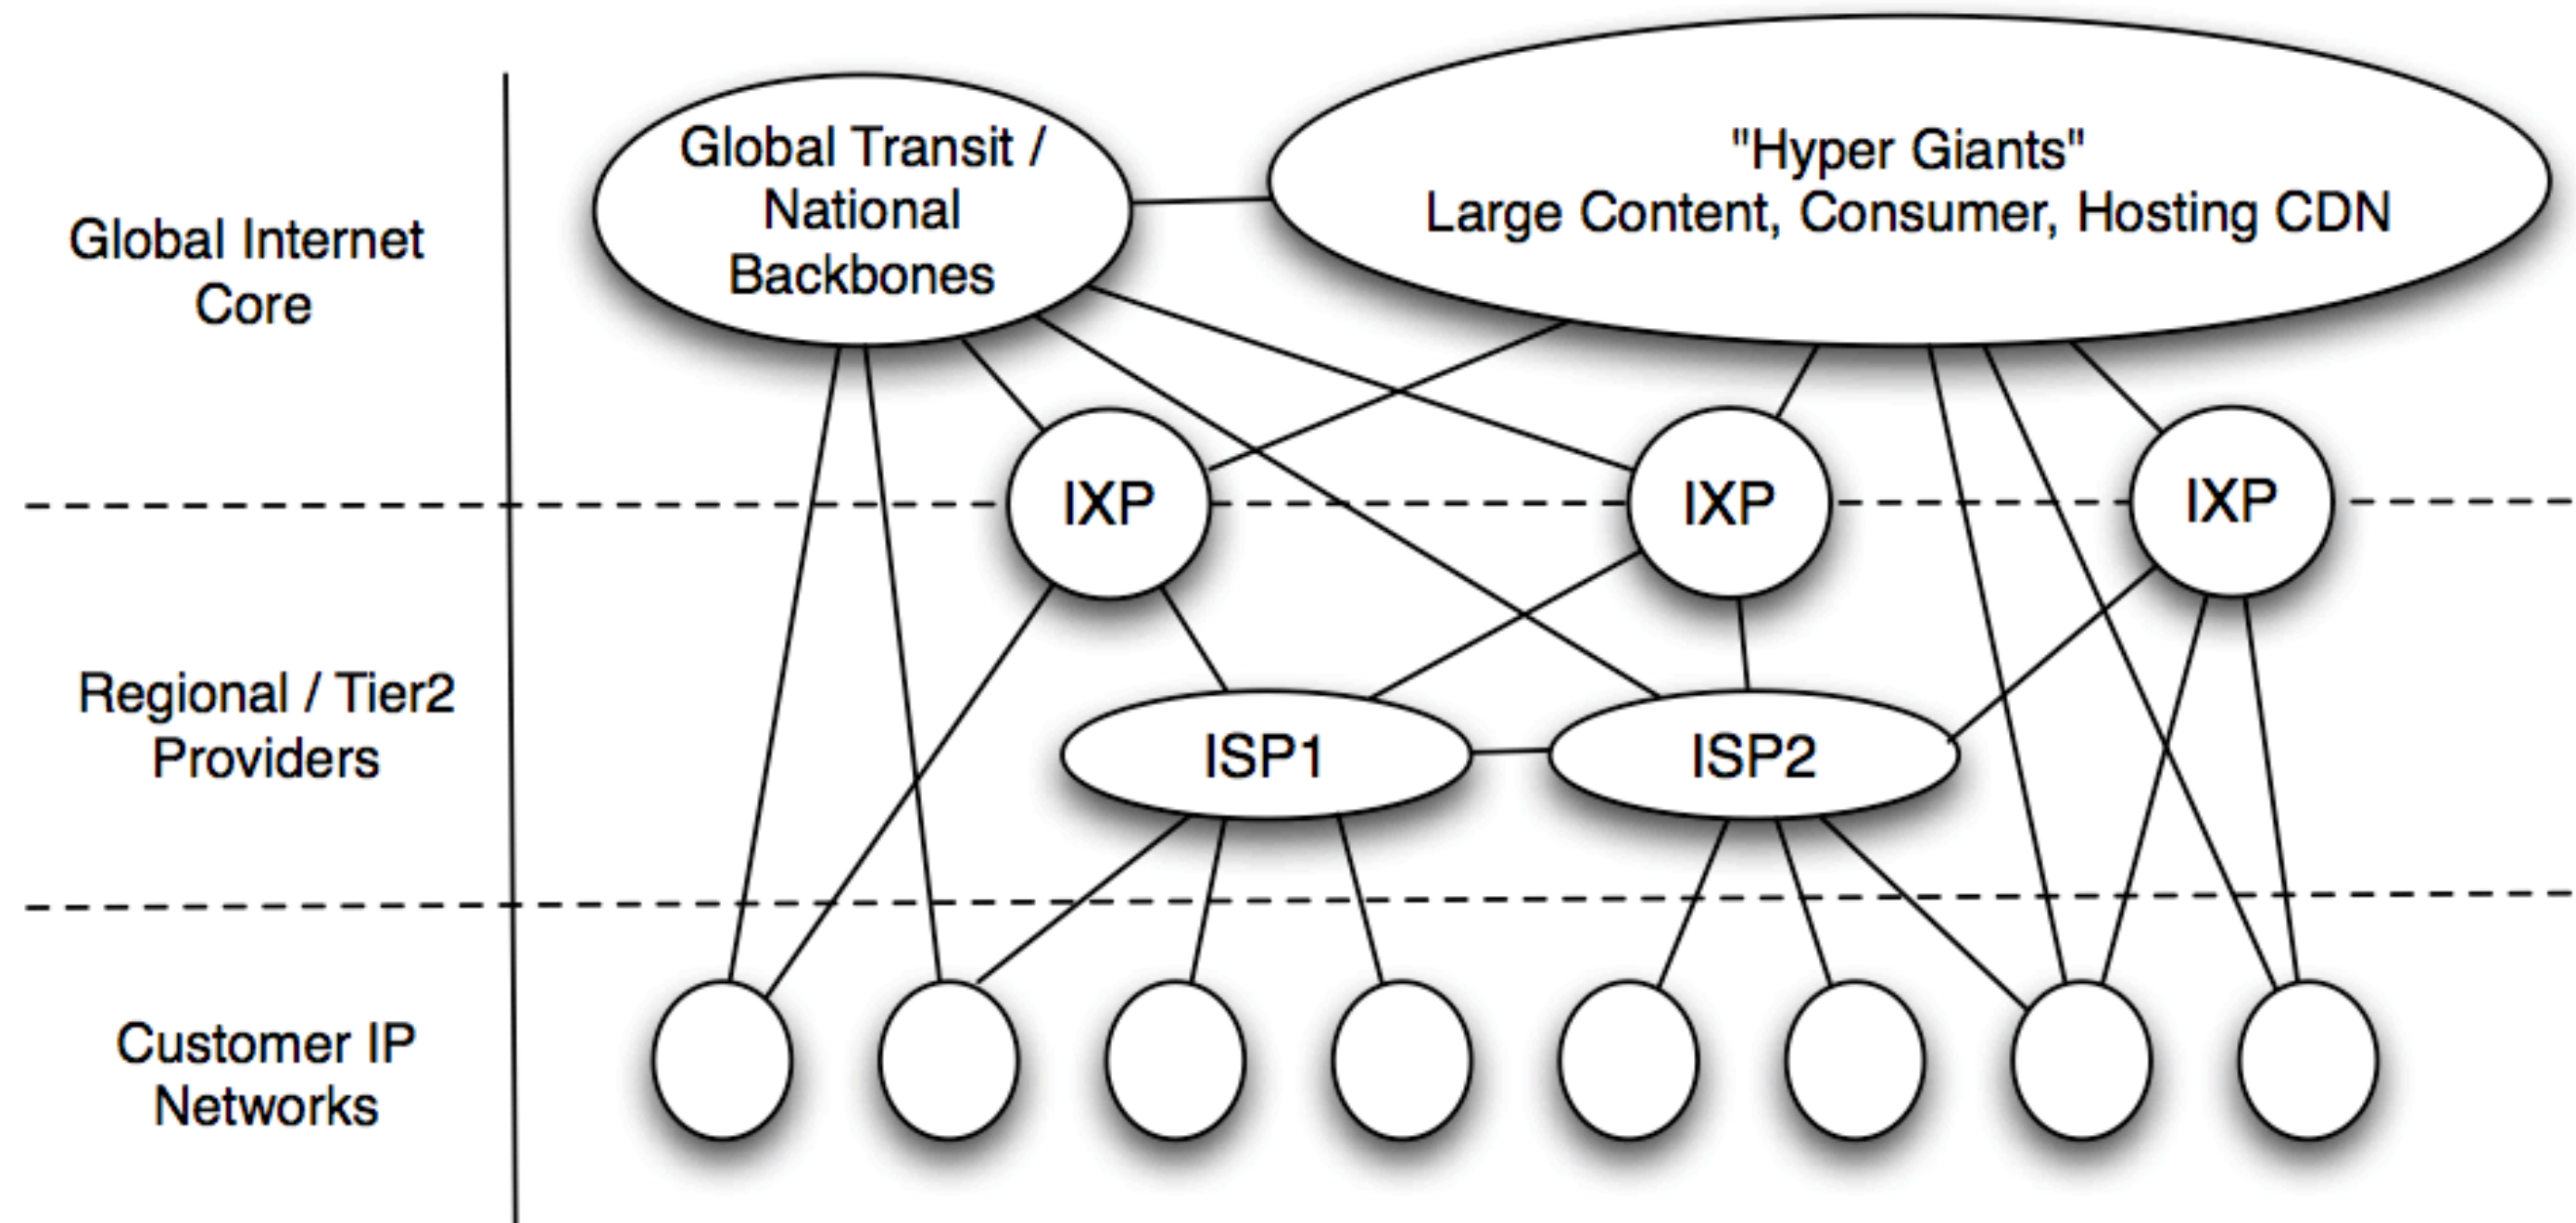 Global Transit /
National
Backbones
"Hyper Giants"
Large Content, Consumer, Hosting CDN
Global Internet
Core
IXP
IXP
IXP
Regional / Tier2
Providers
ISP1
ISP2
Customer IP
Networks